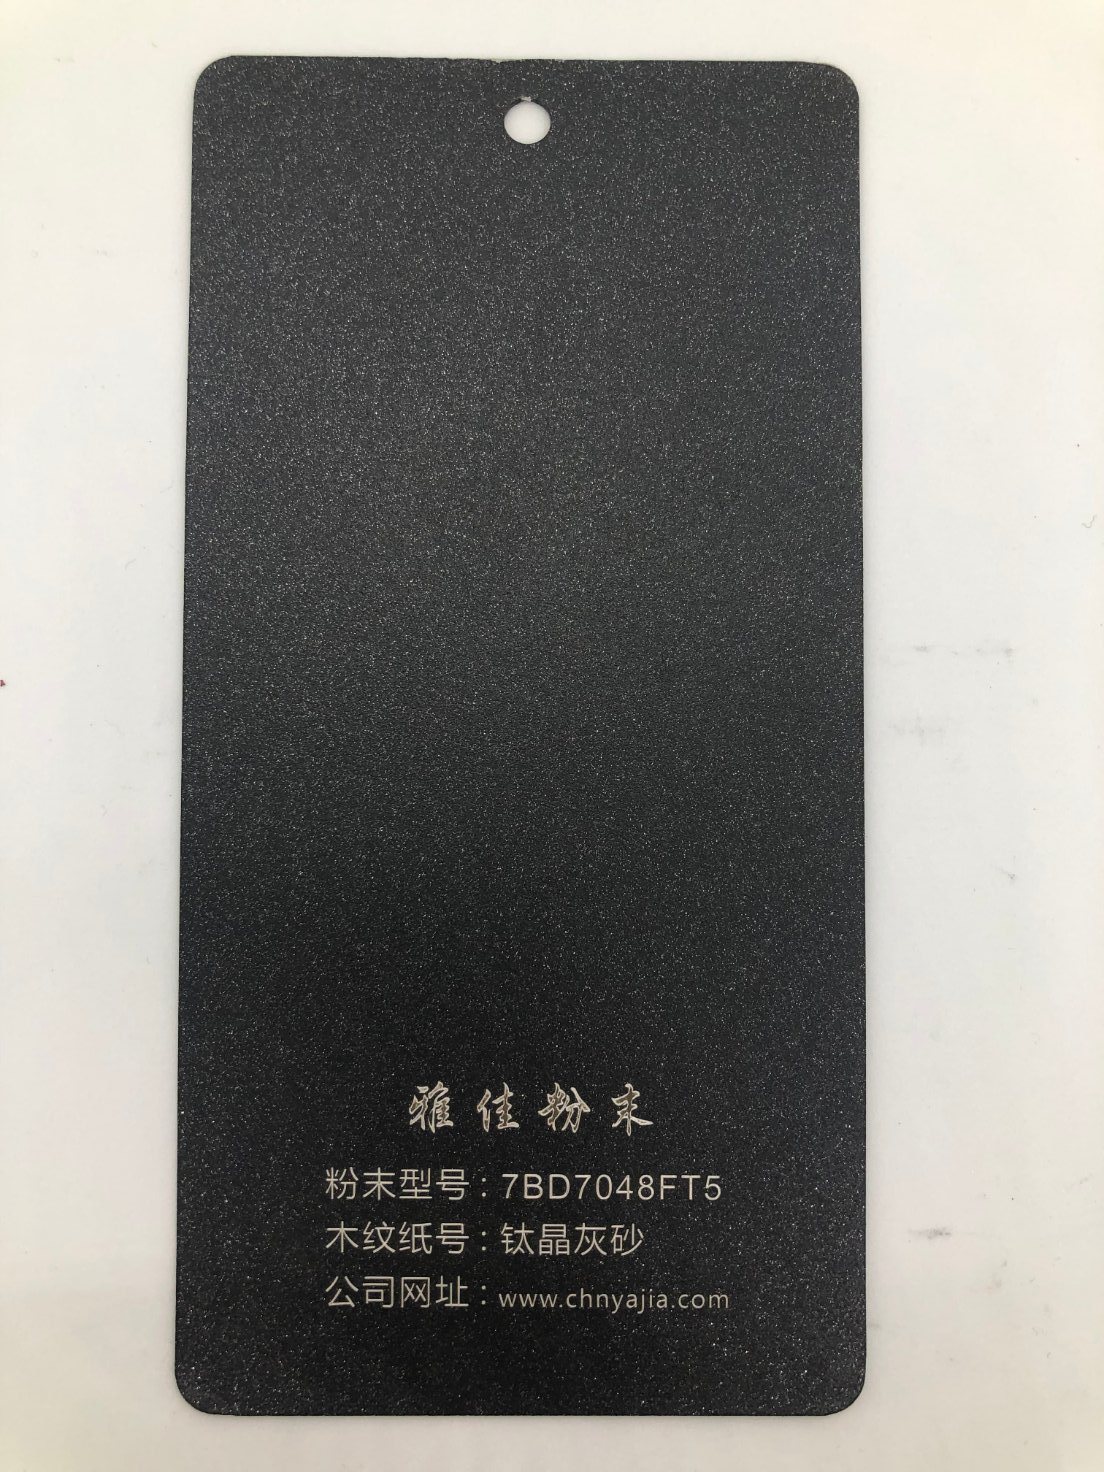 雅佳粉末
粉末型号：7BD7048FT5
木纹纸号：钛晶灰砂
公司网址：www.chnyajia.com